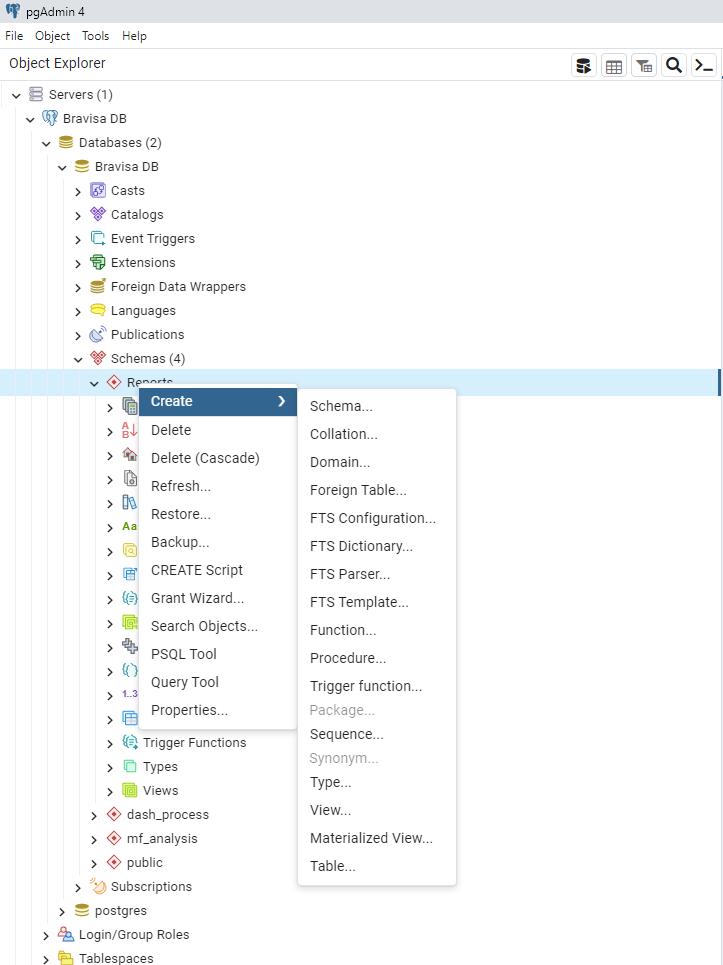 pgAdmin 4
File Object Tools Help
Object Explorer
Servers (1)
Bravisa DB
Databases (2)
Bravisa DB
Casts
Catalogs
Event Triggers
Extensions
Foreign Data Wrappers
Languages
Publications
Schemas (4)
Reports
Create
Delete
Delete (Cascade)
Refresh...
Restore...
Backup...
CREATE Script
Grant Wizard...
Search Objects...
PSQL Tool
Query Tool
Properties...
Schema...
Collation...
Domain...
Foreign Table...
FTS Configuration...
FTS Dictionary...
FTS Parser...
FTS Template...
Function...
Procedure...
Trigger function...
Package...
Sequence...
Synonym...
Type...
View...
Materialized View...
Table...
Trigger Functions
Types
Views
dash_process
mf_analysis
public
Subscriptions
postgres
Login/Group Roles
Tablespaces